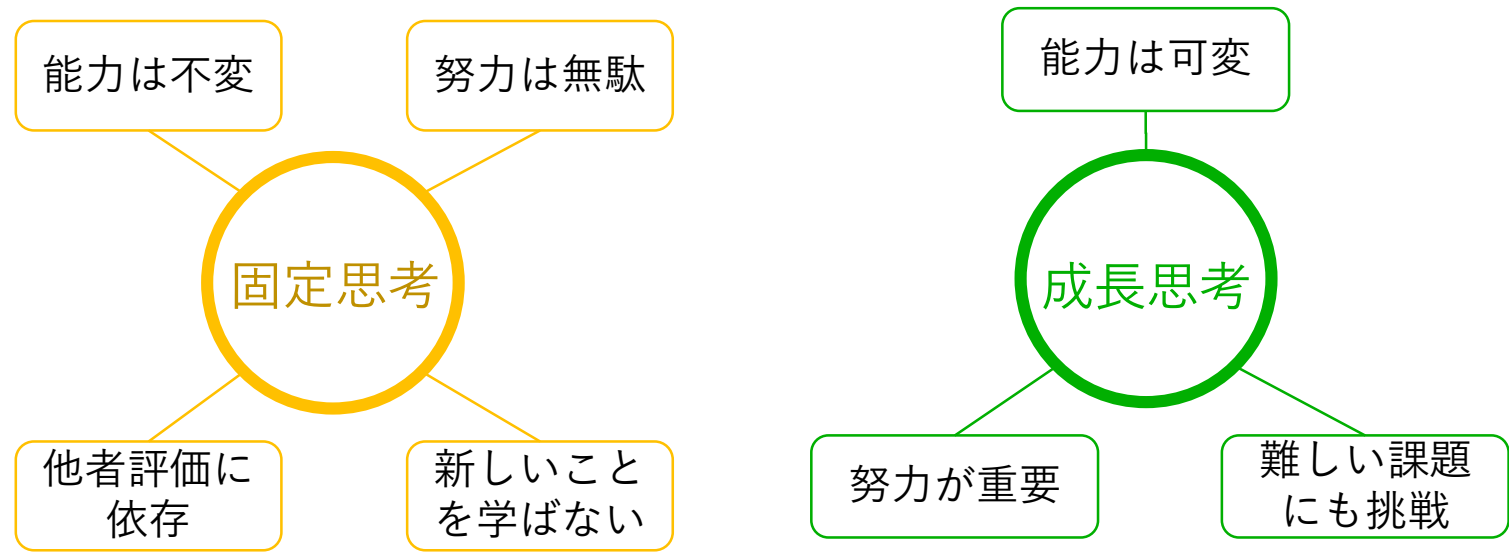 能力は不変
努力は無駄
固定思考
他者評価に
依存
新しいこと
を学ばない
能力は可変
成長思考
努力が重要
難しい課題
にも挑戦